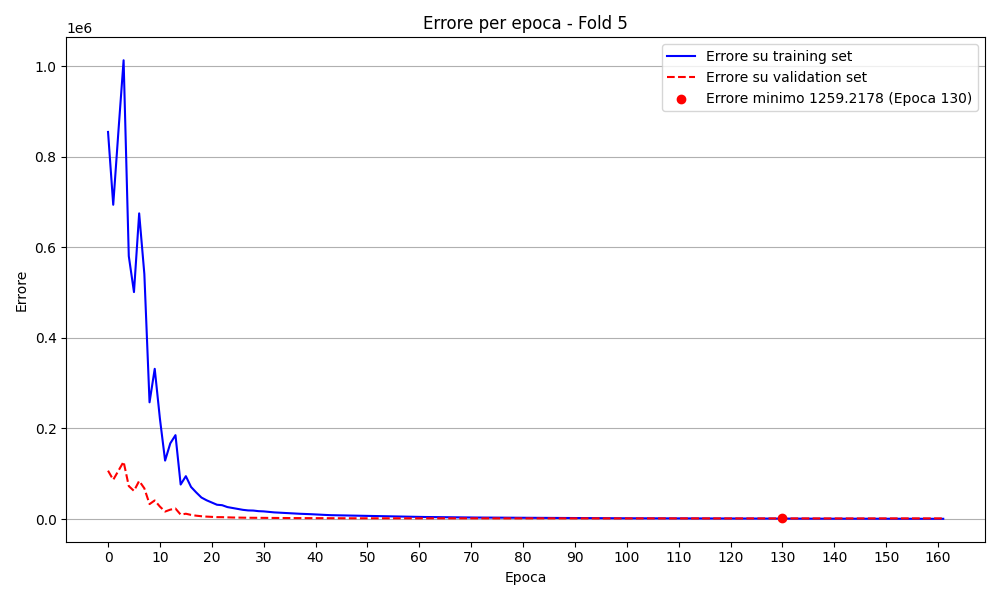 Errore per epoca - Fold 5
1e6
1.0
0.8
0.6
0.4
0.2
0.0
Errore
Errore su training set
Errore su validation set
Errore minimo 1259.2178 (Epoca 130)
0 10 20 30 40 50 60 70 80 90 100 110 120 130 140 150 160
Epoca